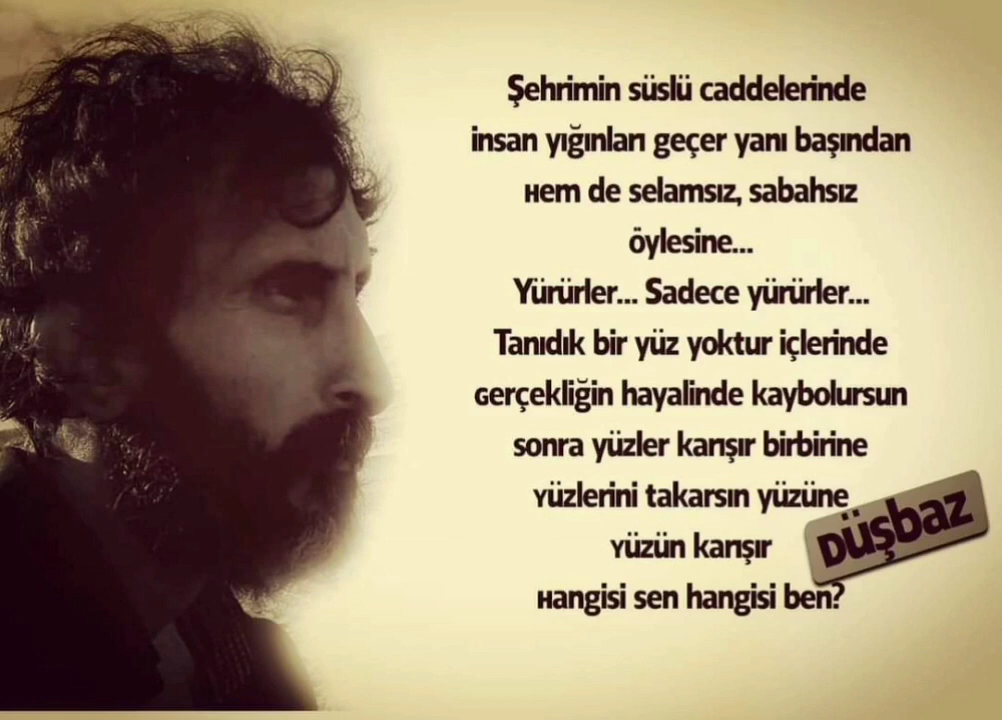 Şehrimin süslü caddelerinde
insan yığınları geçer yanı başından
Hem de selamsız, sabahsız
öylesine...
Yürürler... Sadece yürürler...
Tanıdık bir yüz yoktur içlerinde
Gerçekliğin hayalinde kaybolursun
sonra yüzler karışır birbirine
Yüzlerini takarsın yüzüne
Yüzün karışır
Hangisi sen hangisi ben?
Düşbaz